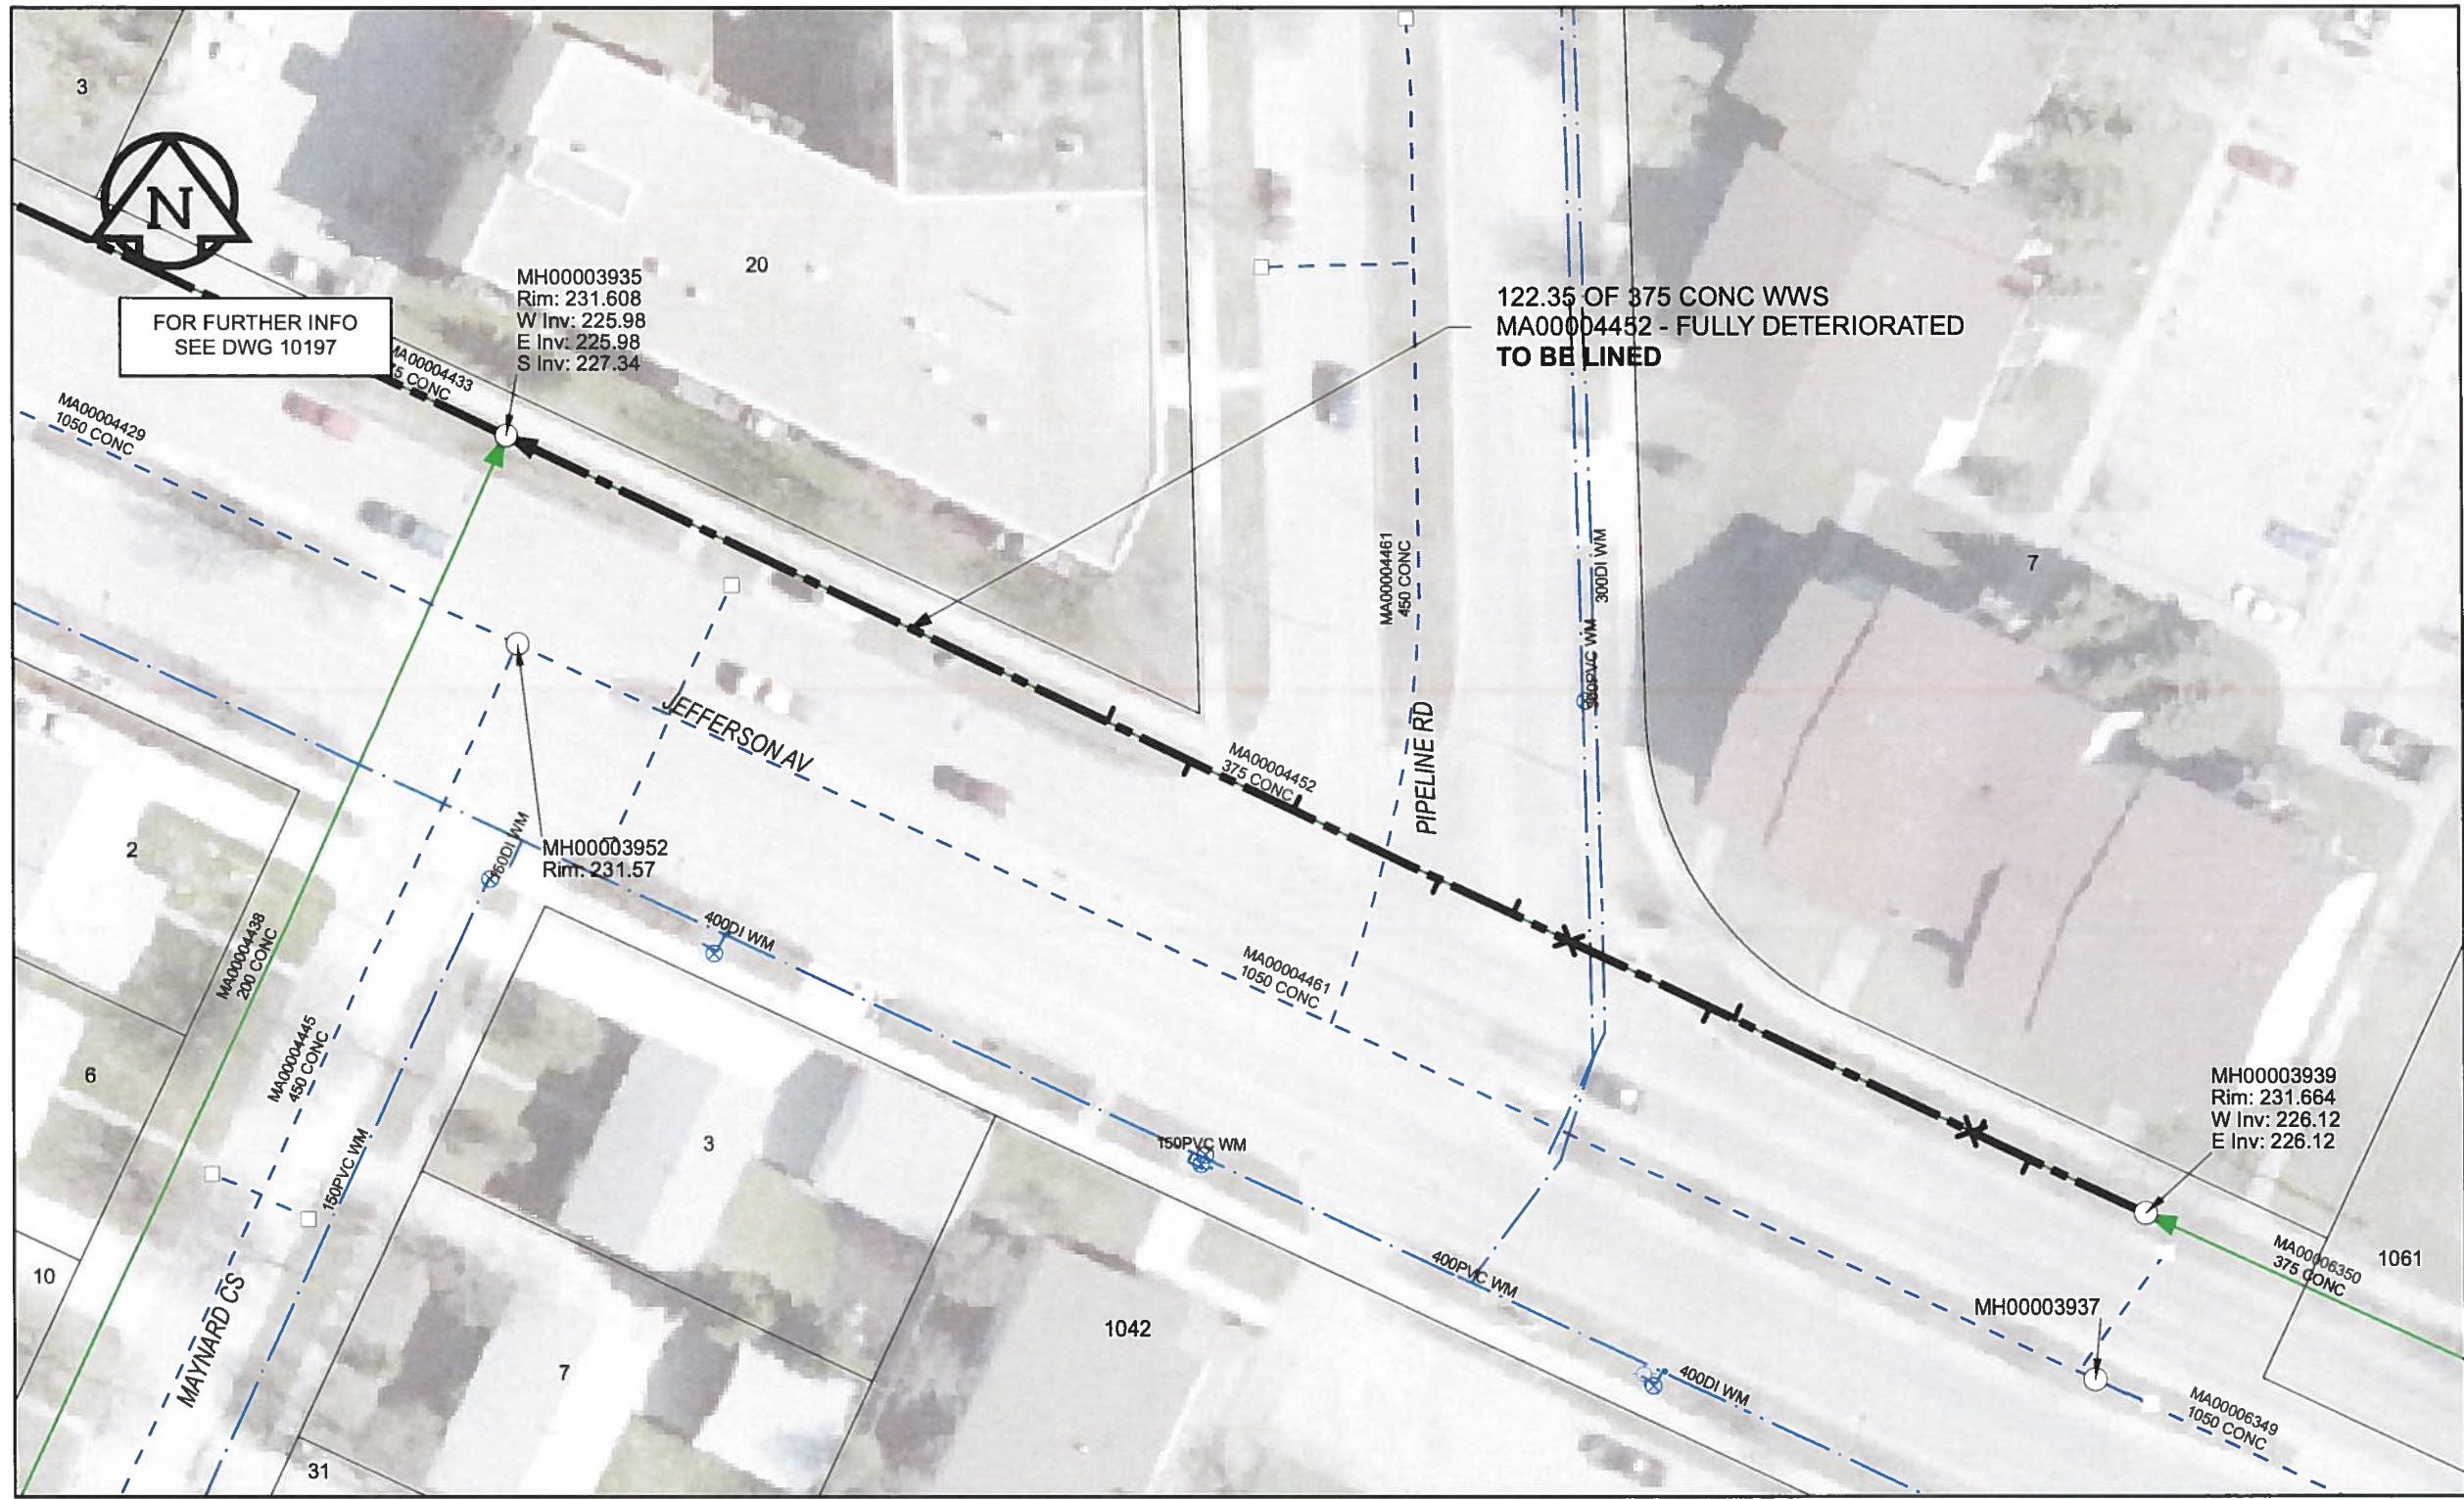 3
N
FOR FURTHER INFO
SEE DWG 10197
MH00003935
Rim: 231.608
W Inv: 225.98
E Inv: 225.98
S Inv: 227.34
20
122.35 OF 375 CONC WWS
MA00004452 - FULLY DETERIORATED
TO BE LINED
MA00004433
75 CONC
MA00004429
1050 CONC
MA00004461
450 CONC
300DI WM
7
PIPELINE RD
JEFFERSON AV
MA00004452
375 CONC
MH00003952
Rim: 231.57
150DI WM
2
MA00004438
200 CONC
400DI WM
MA00004461
1050 CONC
MA00004445
450 CONC
6
3
150PVC WM
150PVC WM
MH00003939
Rim: 231.664
W Inv: 226.12
E Inv: 226.12
MA00006350
375 CONC
1061
10
MAYNARD CS
400PVC WM
MH00003937
1042
7
400DI WM
MA00006349
1050 CONC
31